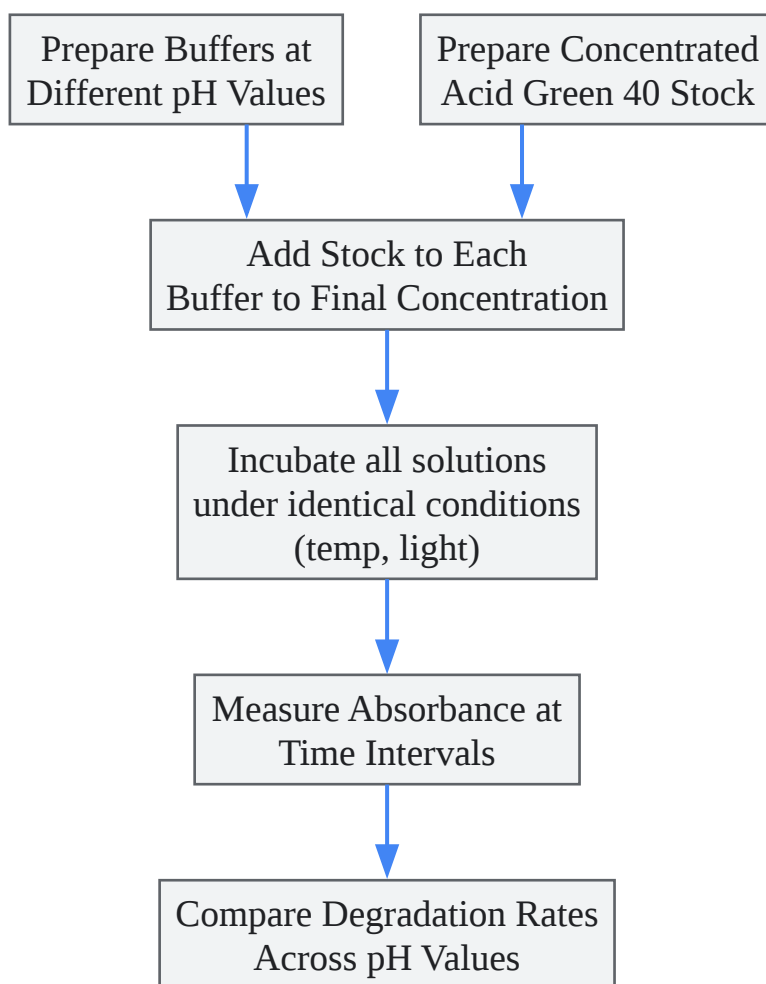 Prepare Buffers at
Different pH Values
Prepare Concentrated
Acid Green 40 Stock
Add Stock to Each
Buffer to Final Concentration
Incubate all solutions
under identical conditions
(temp, light)
Measure Absorbance at
Time Intervals
Compare Degradation Rates
Across pH Values